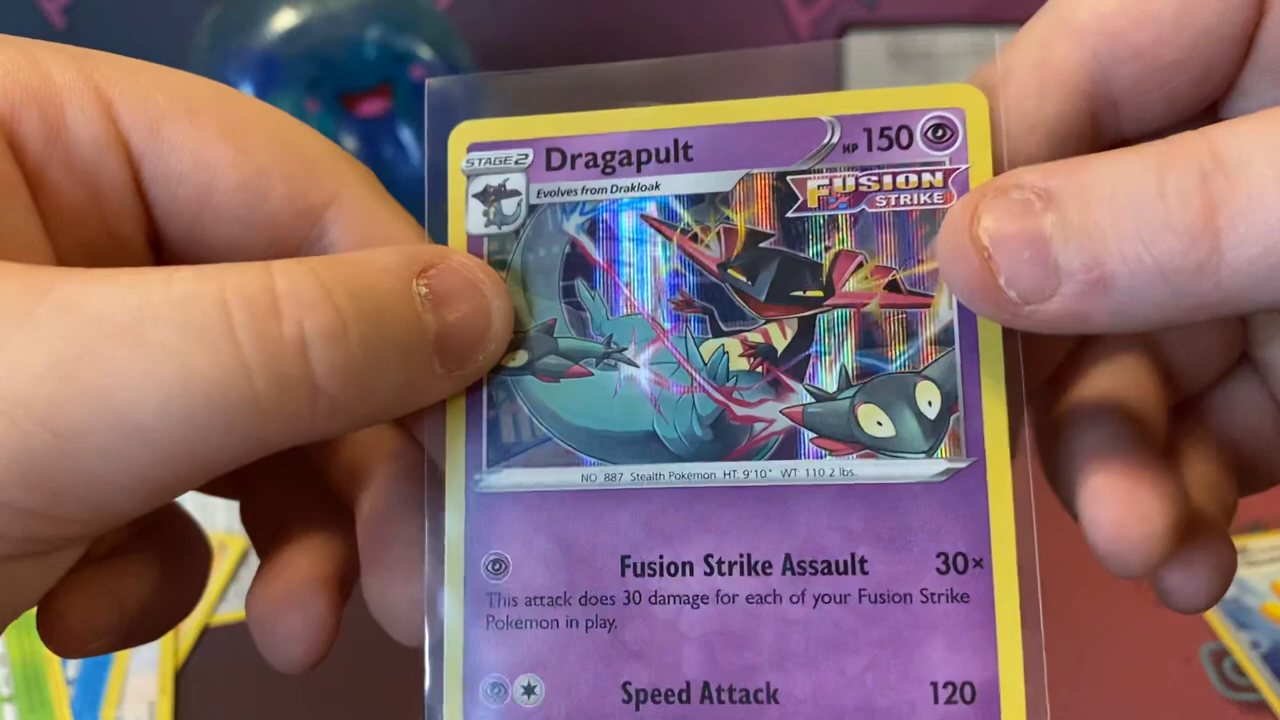 STAGE2
Dragapult
HP 150
Evolves from Drakloak
FUSION
STRIKE
NO 887 Stealth Pokémon HT: 9'10" WT: 110.2 lbs.
Fusion Strike Assault 30×
This attack does 30 damage for each of your Fusion Strike
Pokémon in play.
Speed Attack 120